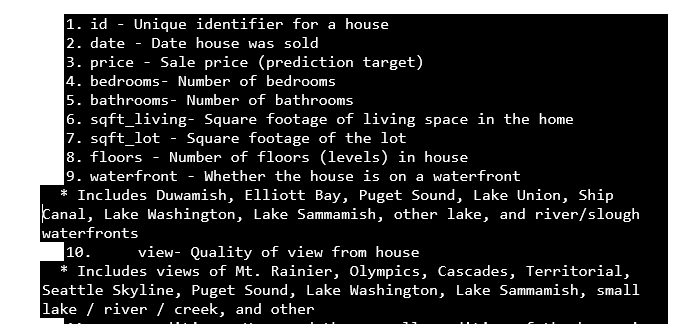 1. id - Unique identifier for a house
2. date - Date house was sold
3. price - Sale price (prediction target)
4. bedrooms- Number of bedrooms
5. bathrooms- Number of bathrooms
6. sqft_living- Square footage of living space in the home
7. sqft_lot - Square footage of the lot
8. floors - Number of floors (levels) in house
9. waterfront - Whether the house is on a waterfront
* Includes Duwamish, Elliott Bay, Puget Sound, Lake Union, Ship
Canal, Lake Washington, Lake Sammamish, other lake, and river/slough
waterfronts
10. view- Quality of view from house
* Includes views of Mt. Rainier, Olympics, Cascades, Territorial,
Seattle Skyline, Puget Sound, Lake Washington, Lake Sammamish, small
lake / river / creek, and other